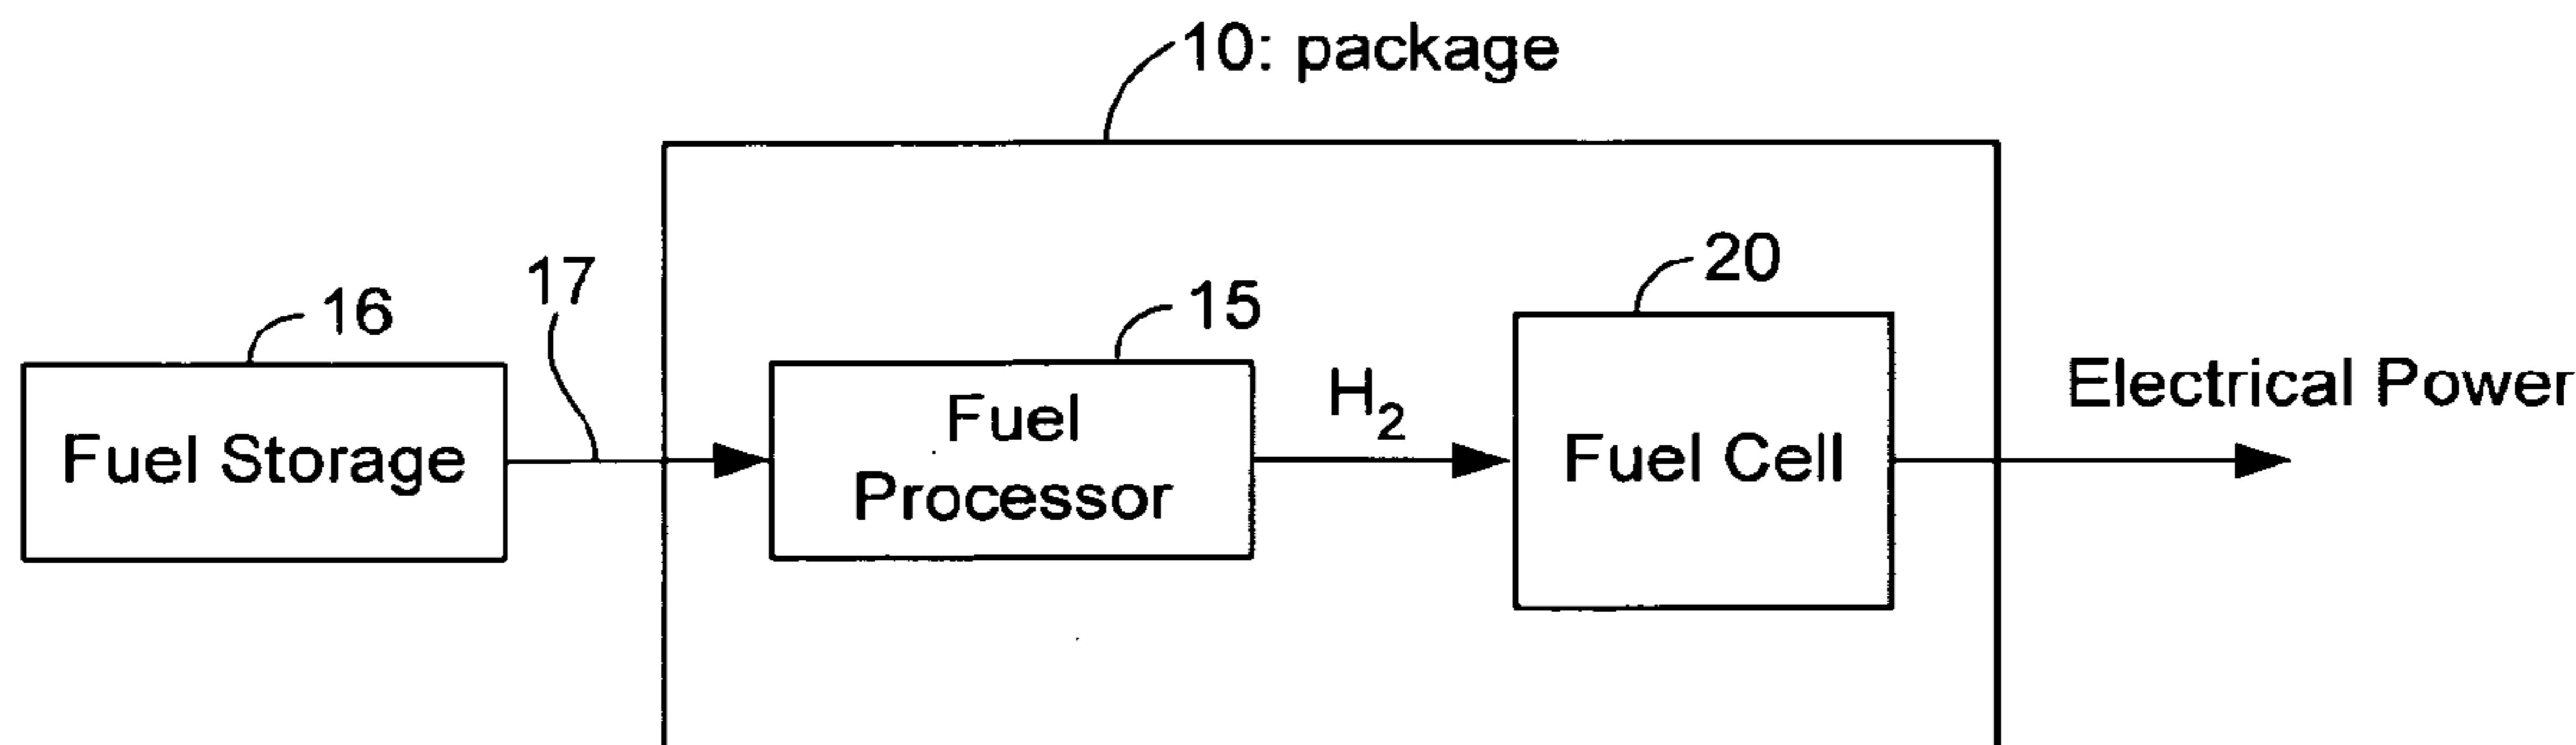 10: package
20
17
15
16
H2
Electrical Power
Fuel Storage
Fuel
Processor
Fuel Cell